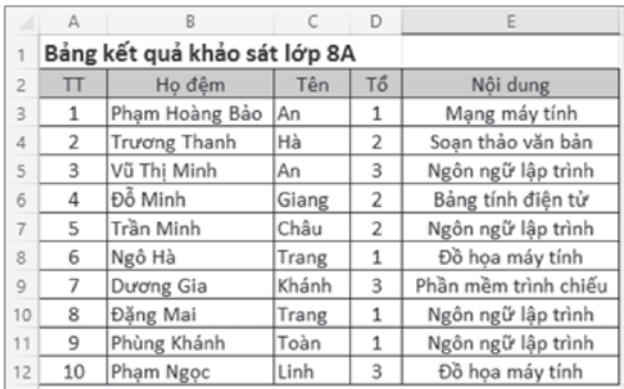 A B C D E
1 Bảng kết quả khảo sát lớp 8A
2 TT Họ đệm Tên Tổ Nội dung
3 1 Phạm Hoàng Bảo An 1 Mạng máy tính
4 2 Trương Thanh Hà 2 Soạn thảo văn bản
5 3 Vũ Thị Minh An 3 Ngôn ngữ lập trình
6 4 Đỗ Minh Giang 2 Bảng tính điện tử
7 5 Trần Minh Châu 2 Ngôn ngữ lập trình
8 6 Ngô Hà Trang 1 Đồ họa máy tính
9 7 Dương Gia Khánh 3 Phần mềm trình chiếu
10 8 Đặng Mai Trang 1 Ngôn ngữ lập trình
11 9 Phùng Khánh Toàn 1 Ngôn ngữ lập trình
12 10 Phạm Ngọc Linh 3 Đồ họa máy tính